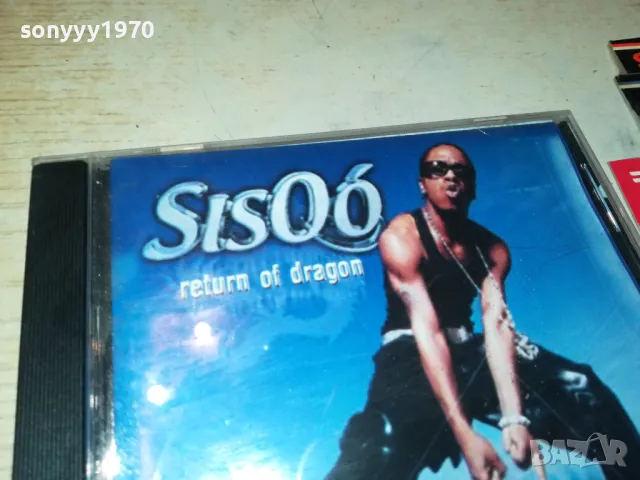 sonyyy1970
SISQÓ
return of dragon
BAZAR